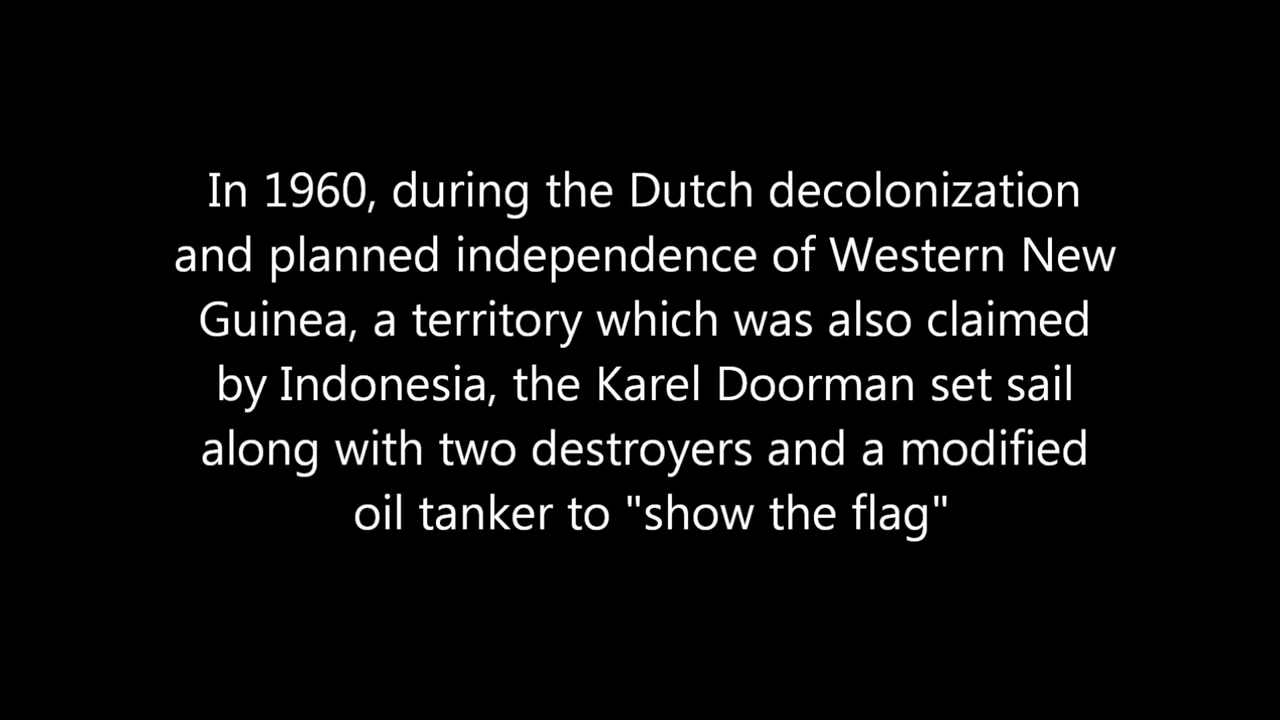 In 1960, during the Dutch decolonization
and planned independence of Western New
Guinea, a territory which was also claimed
by Indonesia, the Karel Doorman set sail
along with two destroyers and a modified
oil tanker to "show the flag"